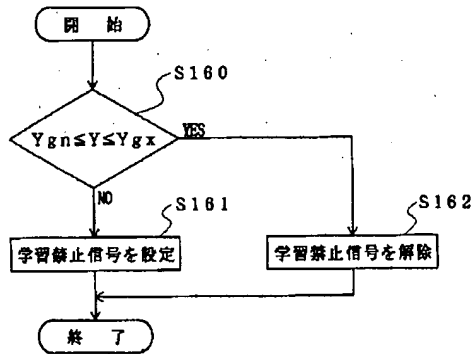 開 始
S160
Ygn≦Y≦Ygx
YES
NO
S161
S162
学習禁止信号を設定
学習禁止信号を解除
終 了